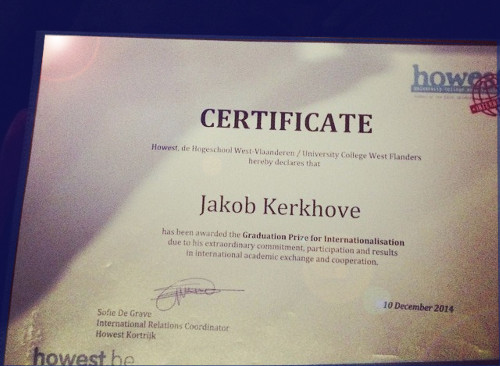 howest
CERTIFICATE
Howest, de Hogeschool West-Vlaanderen / University College West Flanders
hereby declares that
Jakob Kerkhove
has been awarded the Graduation Prize for Internationalisation
due to his extraordinary commitment, participation and results
in international academic exchange and cooperation.
10 December 2014
Sofie De Grave
International Relations Coordinator
Howest Kortrijk
howest.be